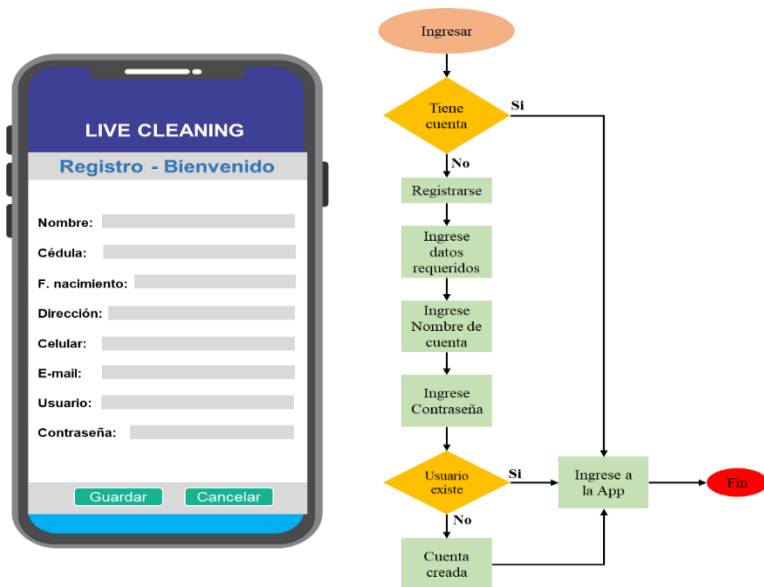 LIVE CLEANING
Registro - Bienvenido
Nombre:
Cédula:
F. nacimiento:
Dirección:
Celular:
E-mail:
Usuario:
Contraseña:
Guardar
Cancelar
Ingresar
Tiene
cuenta
Si
No
Registrarse
Ingrese
datos
requeridos
Ingrese
Nombre de
cuenta
Ingrese
Contraseña
Usuario
existe
Si
No
Ingrese a
la App
Fin
Cuenta
creada